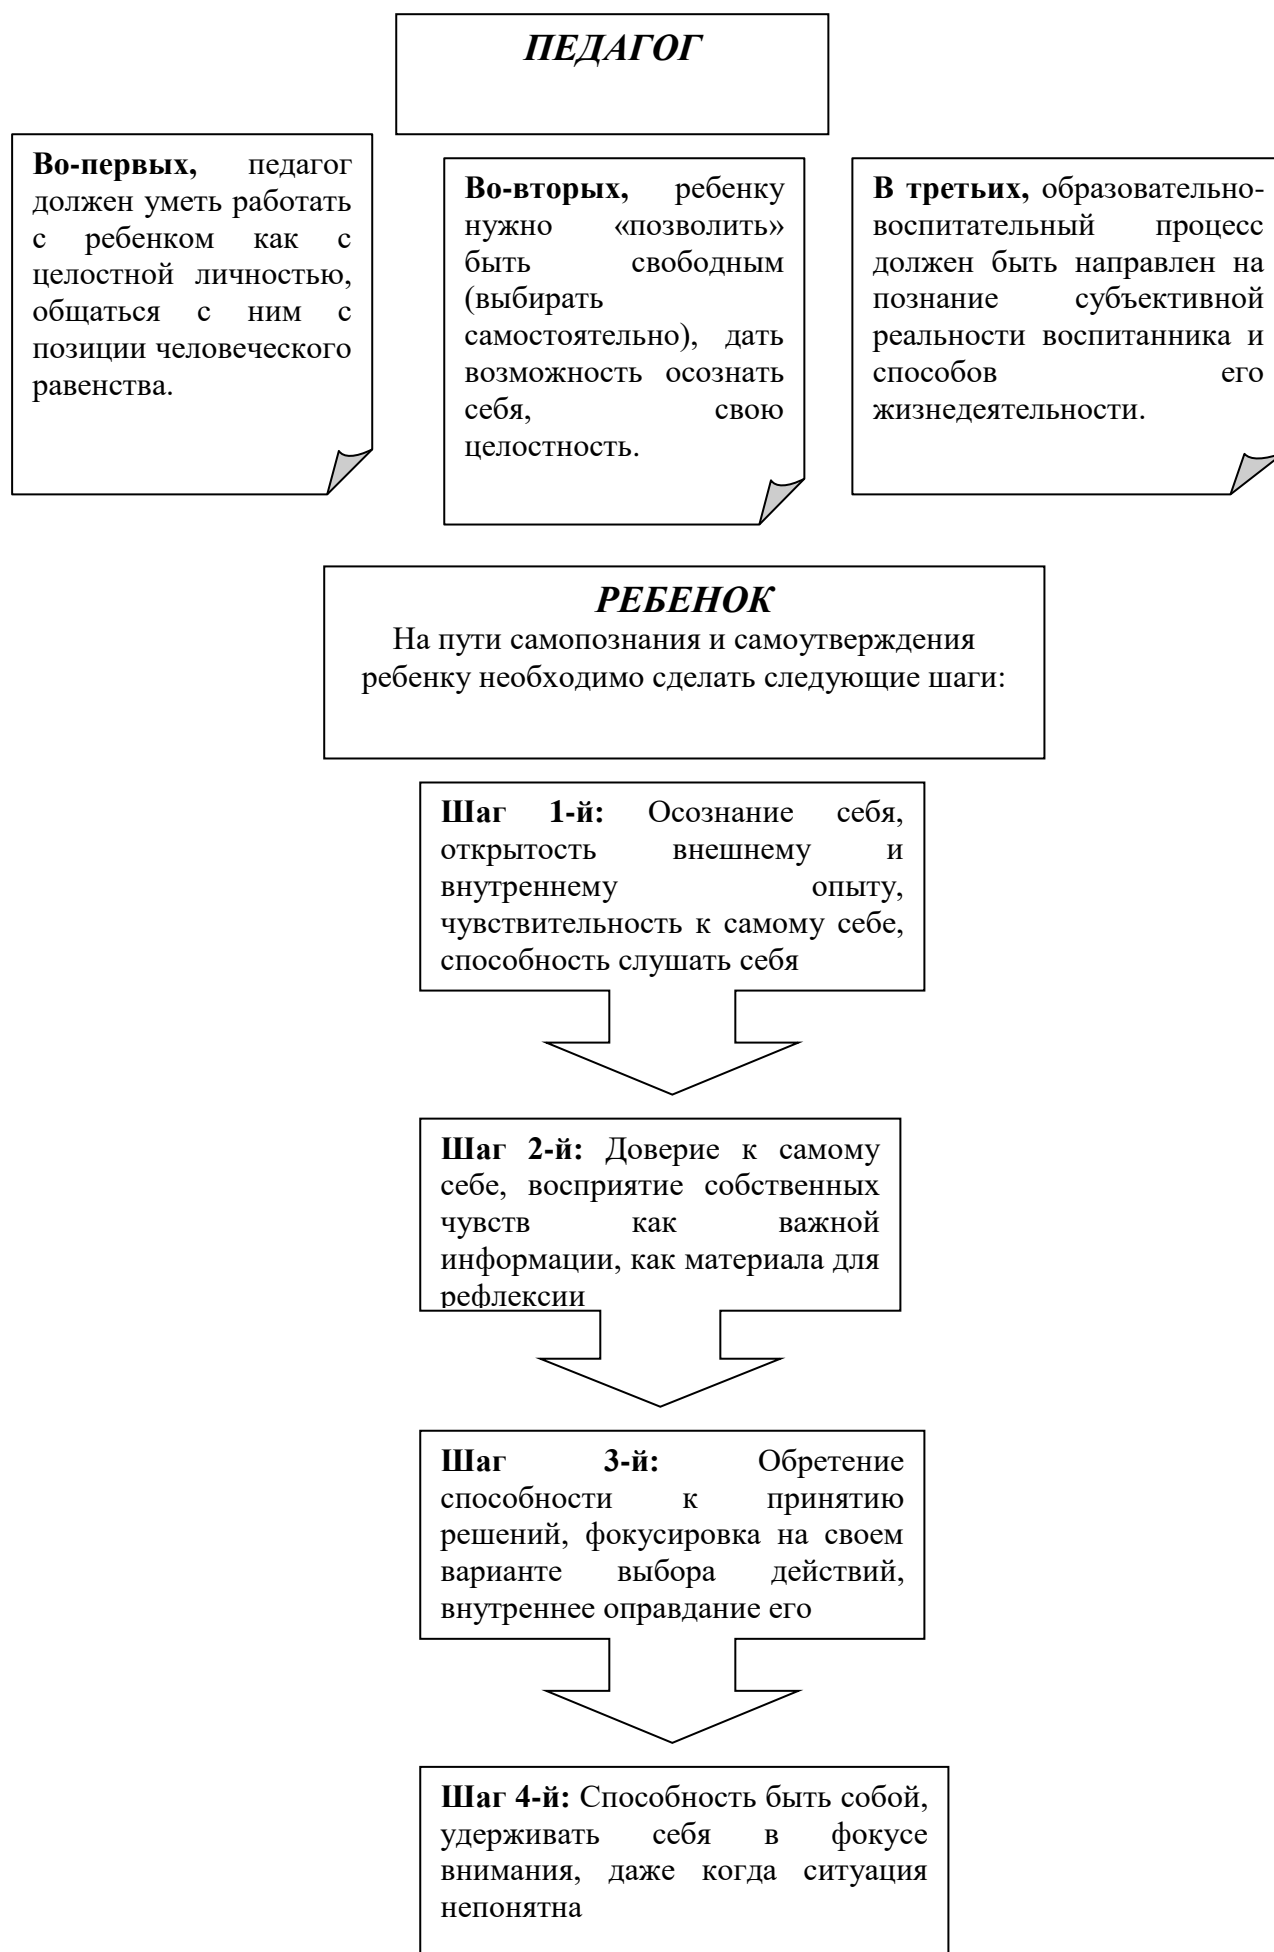 ПЕДАГОГ
Во-первых, педагог
должен уметь работать
с ребенком как с
целостной личностью,
общаться с ним с
позиции человеческого
равенства.
Во-вторых, ребенку
нужно «позволить»
быть свободным
(выбирать
самостоятельно), дать
возможность осознать
себя, свою
целостность.
В третьих, образовательно-
воспитательный процесс
должен быть направлен на
познание субъективной
реальности воспитанника и
способов его
жизнедеятельности.
РЕБЕНОК
На пути самопознания и самоутверждения
ребенку необходимо сделать следующие шаги:
Шаг 1-й: Осознание себя,
открытость внешнему и
внутреннему опыту,
чувствительность к самому себе,
способность слушать себя
Шаг 2-й: Доверие к самому
себе, восприятие собственных
чувств как важной
информации, как материала для
рефлексии
Шаг 3-й: Обретение
способности к принятию
решений, фокусировка на своем
варианте выбора действий,
внутреннее оправдание его
Шаг 4-й: Способность быть собой,
удерживать себя в фокусе
внимания, даже когда ситуация
непонятна